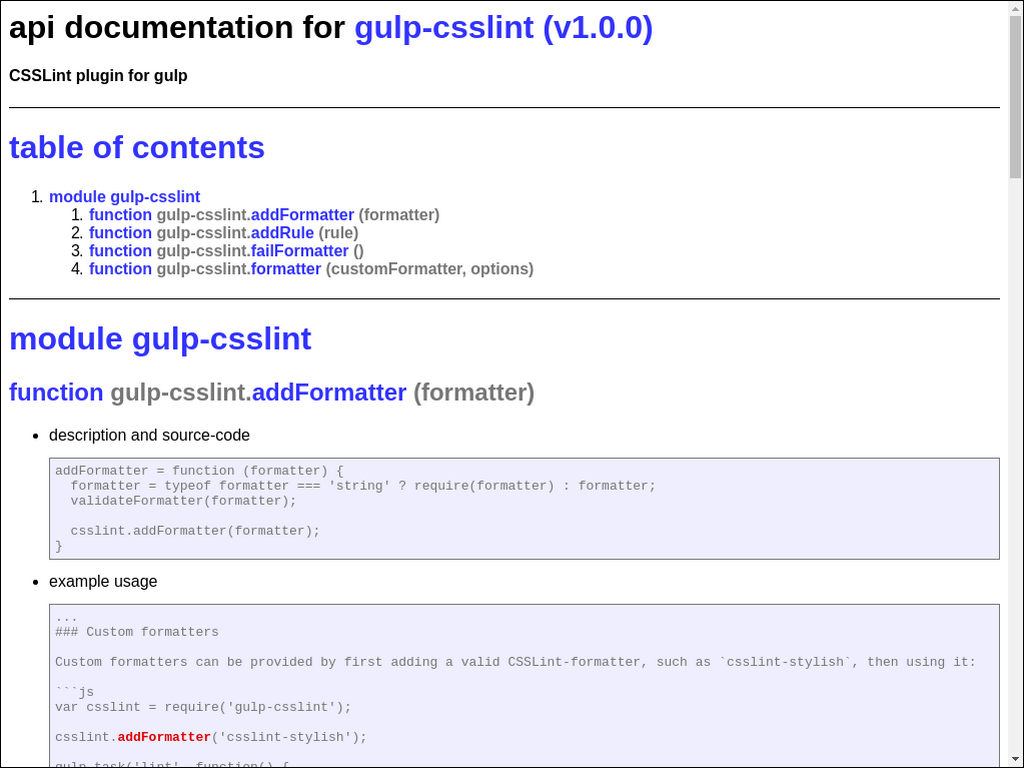 api documentation for gulp-csslint (v1.0.0)
CSSLint plugin for gulp
table of contents
1. module gulp-csslint
1. function gulp-csslint.addFormatter (formatter)
2. function gulp-csslint.addRule (rule)
3. function gulp-csslint.failFormatter ()
4. function gulp-csslint.formatter (customFormatter, options)
module gulp-csslint
function gulp-csslint.addFormatter (formatter)
• description and source-code
addFormatter = function (formatter) {
  formatter = typeof formatter === 'string' ? require(formatter) : formatter;
  validateFormatter(formatter);
  csslint.addFormatter(formatter);
}
• example usage
...
### Custom formatters
Custom formatters can be provided by first adding a valid CSSLint-formatter, such as `csslint-stylish`, then using it:
```js
var csslint = require('gulp-csslint');
csslint.addFormatter('csslint-stylish');
gulp.task('lint', function() {